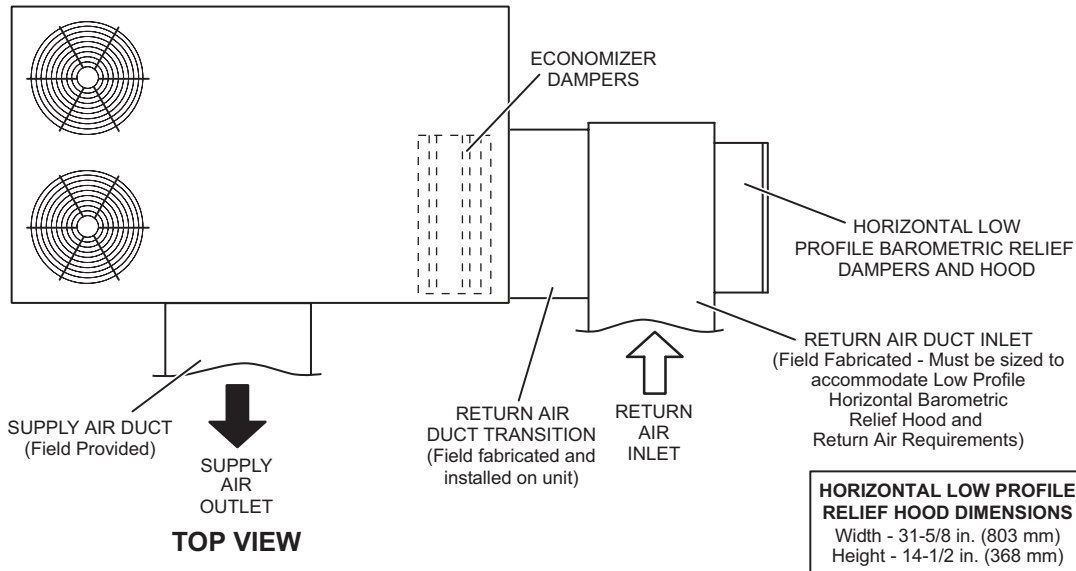 ECONOMIZER
DAMPERS
HORIZONTAL LOW
PROFILE BAROMETRIC RELIEF
DAMPERS AND HOOD
RETURN AIR DUCT INLET
(Field Fabricated - Must be sized to
accommodate Low Profile
Horizontal Barometric
Relief Hood and
Return Air Requirements)
SUPPLY AIR DUCT
(Field Provided)
SUPPLY
AIR
OUTLET
RETURN AIR
DUCT TRANSITION
(Field fabricated and
installed on unit)
RETURN
AIR
INLET
TOP VIEW
HORIZONTAL LOW PROFILE
RELIEF HOOD DIMENSIONS
Width - 31-5/8 in. (803 mm)
Height - 14-1/2 in. (368 mm)